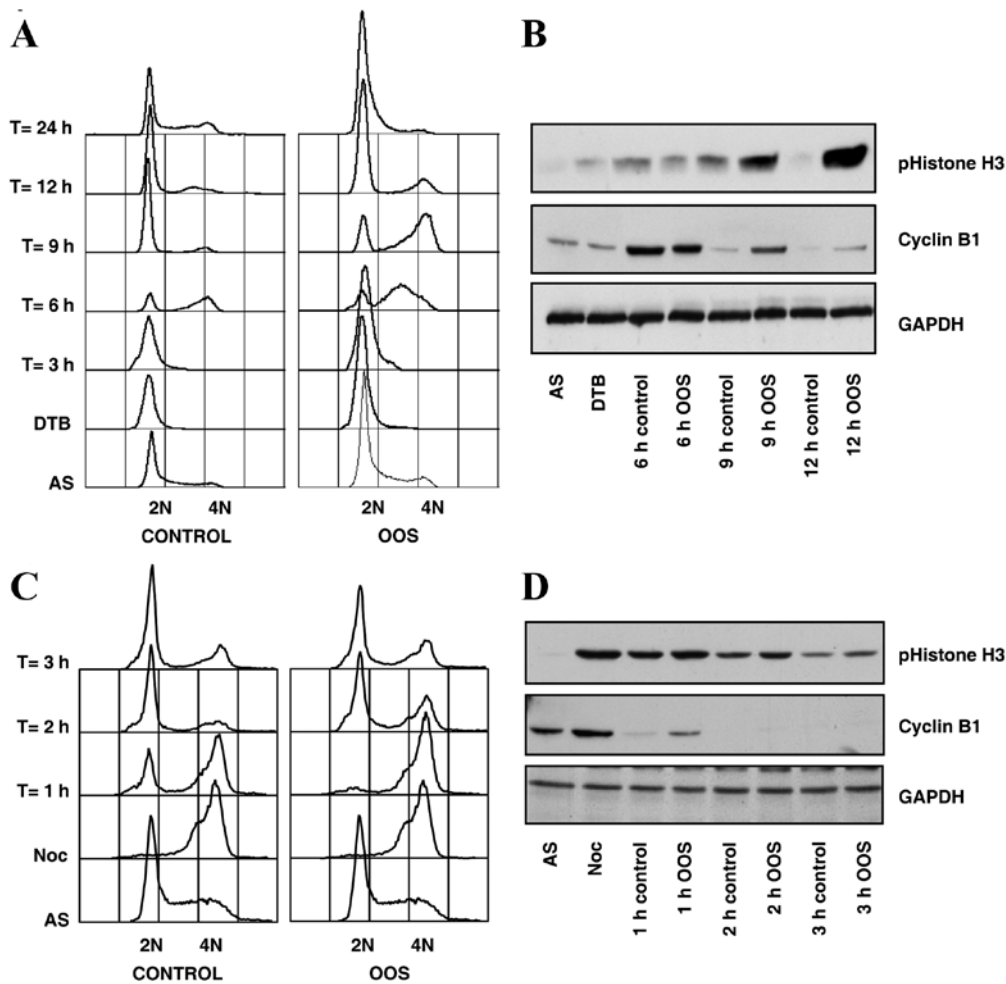 A
T= 24 h
T= 12 h
T= 9 h
T= 6 h
T= 3 h
DTB
AS
2N 4N 2N 4N
CONTROL OOS
B
pHistone H3
Cyclin B1
GAPDH
AS
DTB
6 h control
6 h OOS
9 h control
9 h OOS
12 h control
12 h OOS
C
T= 3 h
T= 2 h
T= 1 h
Noc
AS
2N 4N 2N 4N
CONTROL OOS
D
pHistone H3
Cyclin B1
GAPDH
AS
Noc
1 h control
1 h OOS
2 h control
2 h OOS
3 h control
3 h OOS